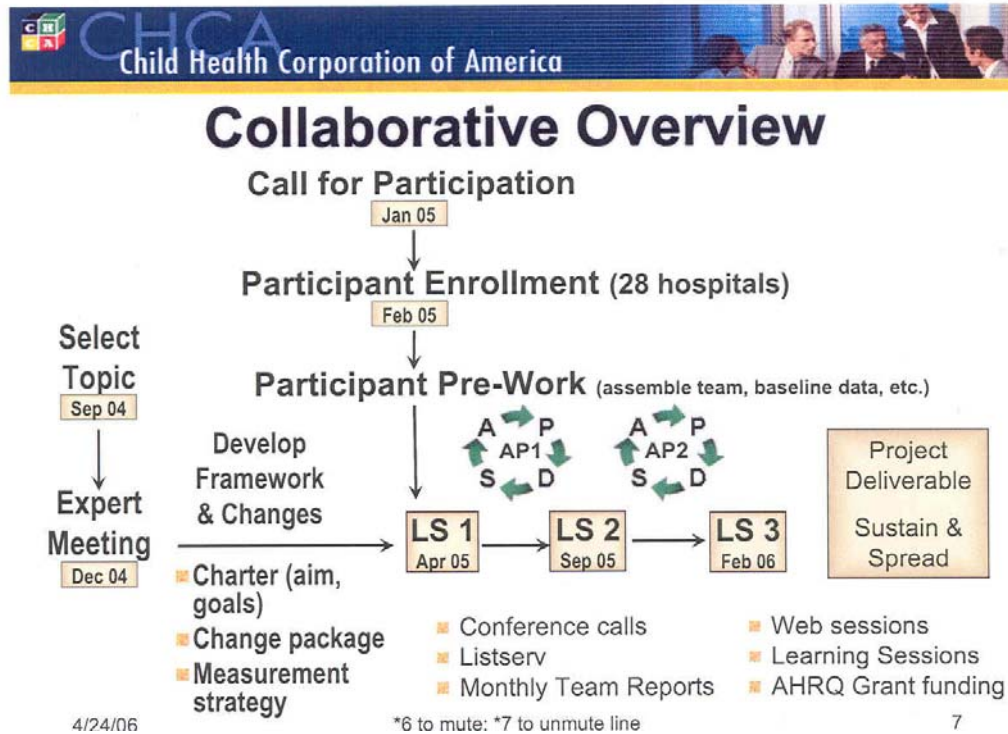 C H
C A
CHCA
Child Health Corporation of America
Collaborative Overview
Call for Participation
Jan 05
Participant Enrollment (28 hospitals)
Feb 05
Participant Pre-Work (assemble team, baseline data, etc.)
Select
Topic
Sep 04
Expert
Meeting
Dec 04
Develop
Framework
& Changes
Charter (aim,
goals)
Change package
Measurement
strategy
A P
AP1
S D
A P
AP2
S D
LS 1
Apr 05
LS 2
Sep 05
LS 3
Feb 06
Project
Deliverable
Sustain &
Spread
Conference calls
Listserv
Monthly Team Reports
Web sessions
Learning Sessions
AHRQ Grant funding
4/24/06
*6 to mute; *7 to unmute line
7